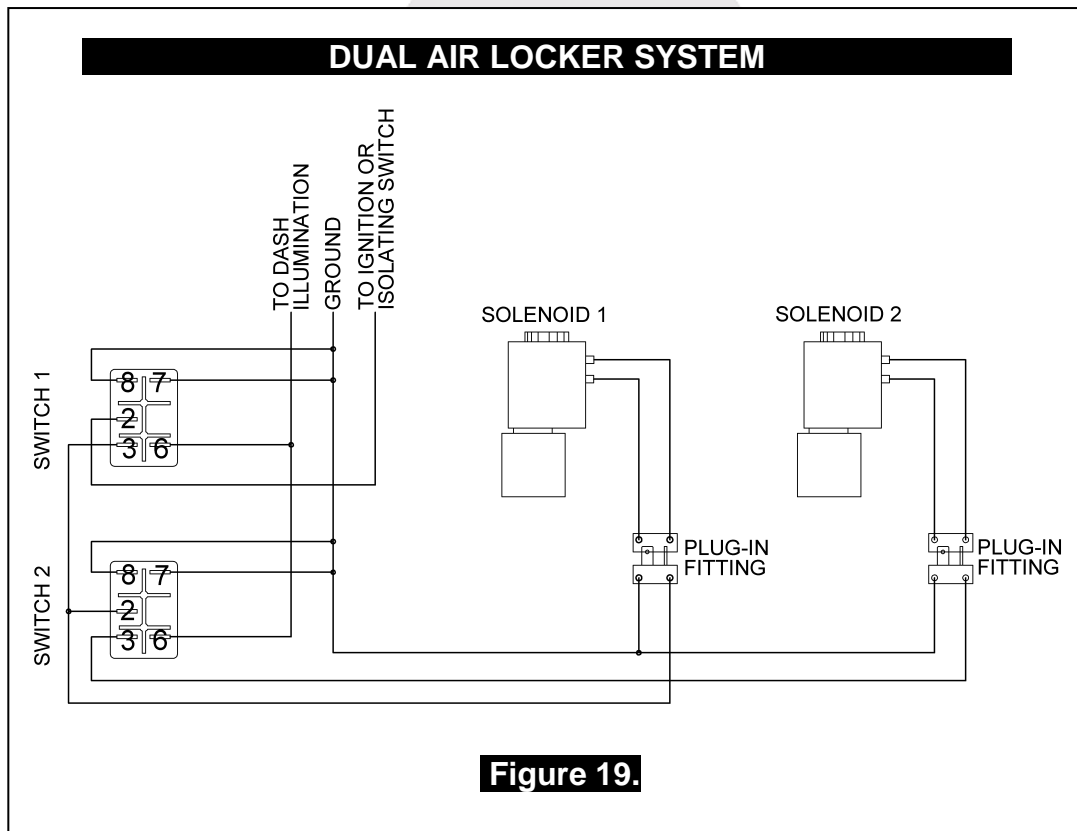 DUAL AIR LOCKER SYSTEM
TO DASH
ILLUMINATION
GROUND
TO IGNITION OR
ISOLATING SWITCH
SOLENOID 1
SOLENOID 2
SWITCH 1
8 7
2
3 6
SWITCH 2
8 7
2
3 6
PLUG-IN
FITTING
PLUG-IN
FITTING
Figure 19.